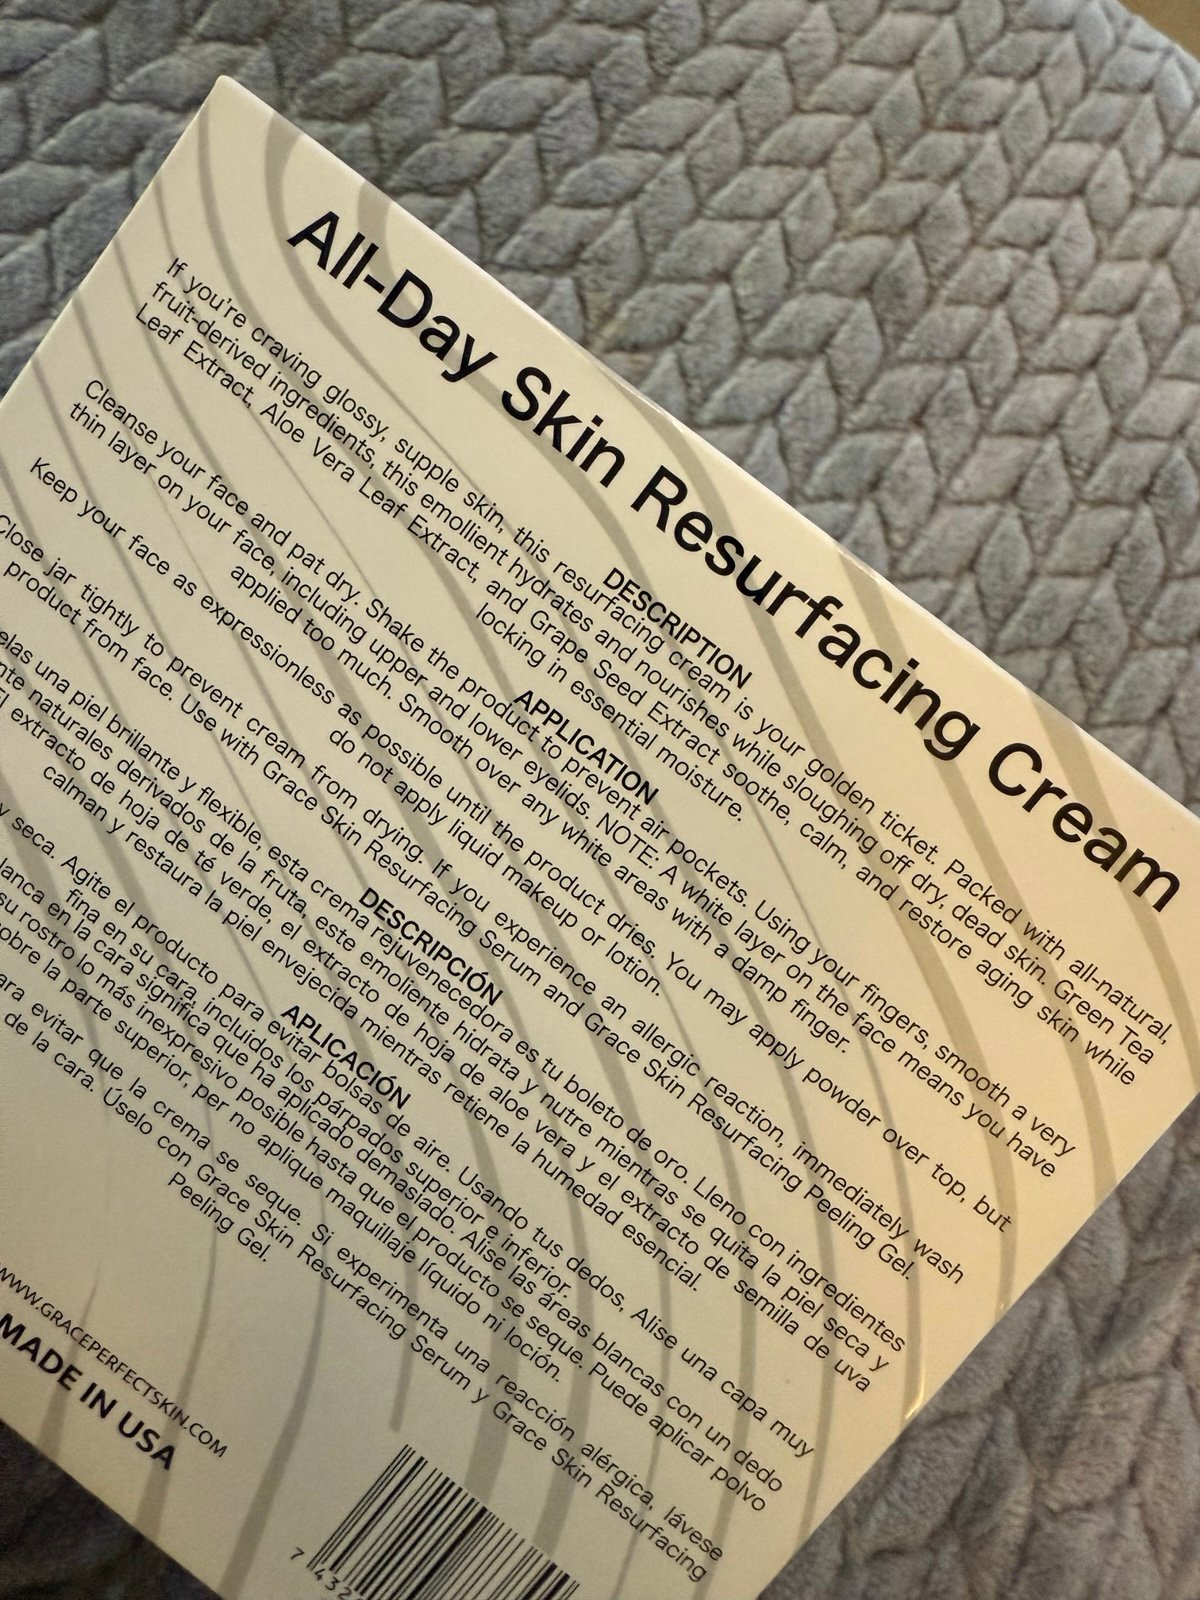 All-Day Skin Resurfacing Cream
DESCRIPTION
If you're craving glossy, supple skin, this resurfacing cream is your golden ticket. Packed with all-natural,
fruit-derived ingredients, this emollient hydrates and nourishes while sloughing off dry, dead skin. Green Tea
Leaf Extract, Aloe Vera Leaf Extract, and Grape Seed Extract soothe, calm, and restore aging skin while
locking in essential moisture.
APPLICATION
Cleanse your face and pat dry. Shake the product to prevent air pockets. Using your fingers, smooth a very
thin layer on your face, including upper and lower eyelids. NOTE: A white layer on the face means you have
applied too much. Smooth over any white areas with a damp finger.
Keep your face as expressionless as possible until the product dries. You may apply powder over top, but
do not apply liquid makeup or lotion.
Close jar tightly to prevent cream from drying. If you experience an allergic reaction, immediately wash
product from face. Use with Grace Skin Resurfacing Serum and Grace Skin Resurfacing Peeling Gel.
DESCRIPCIÓN
una piel brillante y flexible, esta crema rejuvenecedora es tu boleto de oro. Lleno con ingredientes
naturales derivados de la fruta, este emoliente hidrata y nutre mientras se quita la piel seca y
extracto de hoja de té verde, el extracto de hoja de aloe vera y el extracto de semilla de uva
calman y restaura la piel envejecida mientras retiene la humedad esencial.
APLICACIÓN
y seca. Agite el producto para evitar bolsas de aire. Usando tus dedos, Alise una capa muy
fina en su cara, incluidos los párpados superior e inferior.
en la cara significa que ha aplicado demasiado. Alise las áreas blancas con un dedo
su rostro lo más inexpresivo posible hasta que el producto se seque. Puede aplicar polvo
sobre la parte superior, per no aplique maquillaje líquido ni loción.
evitar que la crema se seque. Si experimenta una reacción alérgica, lávese
de la cara. Úselo con Grace Skin Resurfacing Serum y Grace Skin Resurfacing
Peeling Gel.
WWW.GRACEPERFECTSKIN.COM
MADE IN USA
7 432